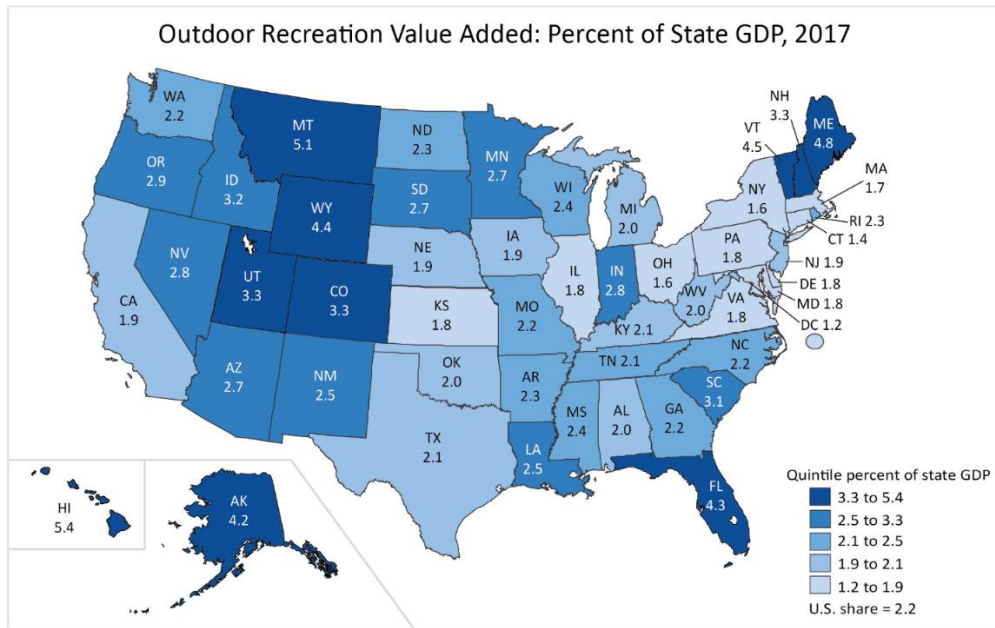 Outdoor Recreation Value Added: Percent of State GDP, 2017
WA
2.2
OR
2.9
CA
1.9
NV
2.8
ID
3.2
MT
5.1
WY
4.4
UT
3.3
CO
3.3
AZ
2.7
NM
2.5
ND
2.3
SD
2.7
NE
1.9
KS
1.8
OK
2.0
TX
2.1
MN
2.7
IA
1.9
MO
2.2
AR
2.3
LA
2.5
WI
2.4
IL
1.8
MI
2.0
IN
2.8
OH
1.6
KY 2.1
TN 2.1
MS
2.4
AL
2.0
GA
2.2
FL
4.3
SC
3.1
NC
2.2
VA
1.8
WV
2.0
PA
1.8
NY
1.6
VT
4.5
NH
3.3
ME
4.8
MA
1.7
RI 2.3
CT 1.4
NJ 1.9
DE 1.8
MD 1.8
DC 1.2
HI
5.4
AK
4.2
Quintile percent of state GDP
3.3 to 5.4
2.5 to 3.3
2.1 to 2.5
1.9 to 2.1
1.2 to 1.9
U.S. share = 2.2